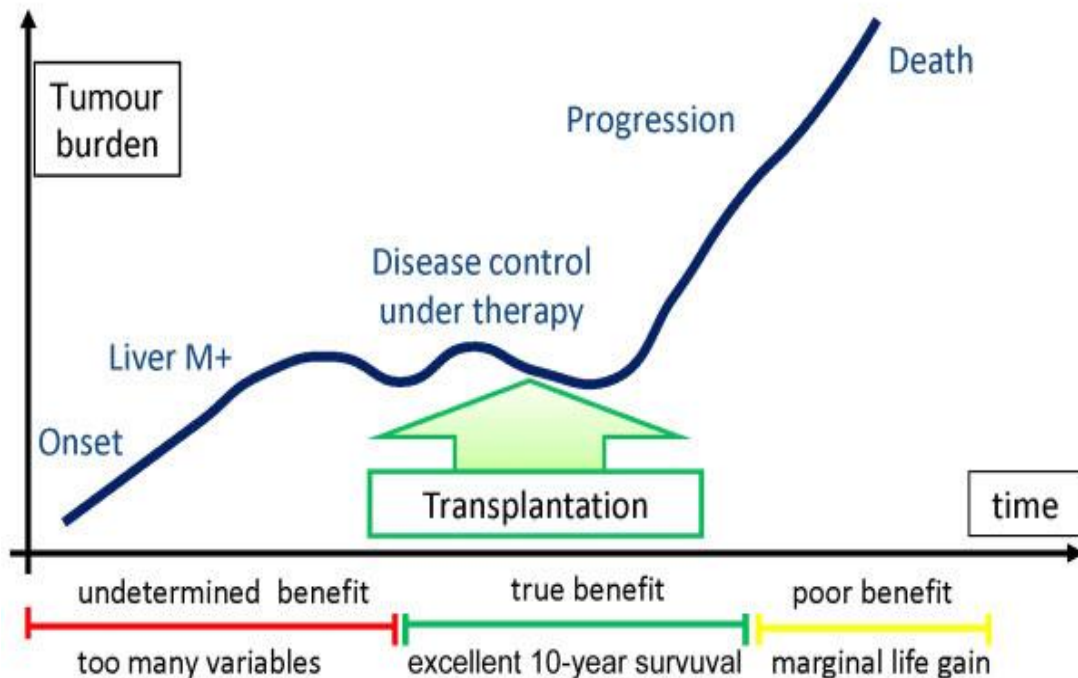 Tumour
burden
Death
Progression
Disease control
under therapy
Liver M+
Onset
Transplantation
time
undetermined benefit
true benefit
poor benefit
too many variables
excellent 10-year survuval
marginal life gain